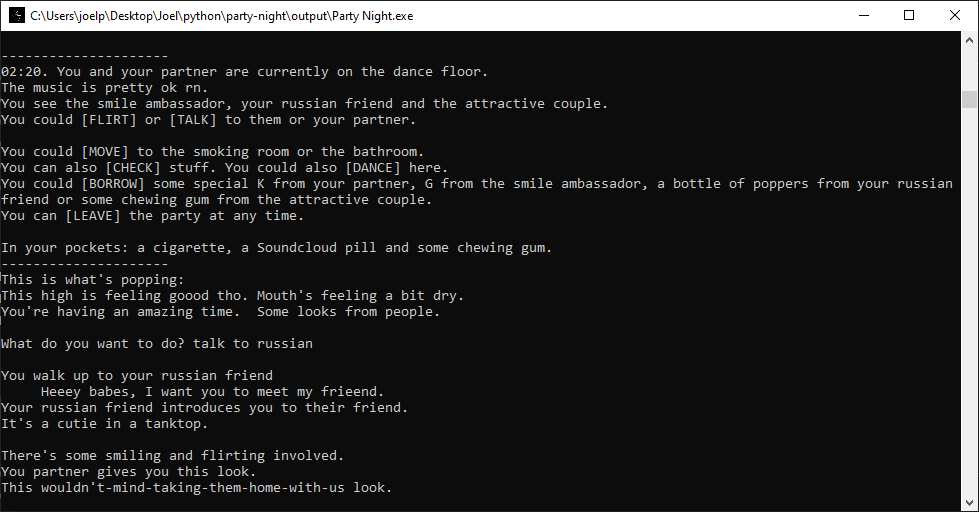 C:\Users\joelp\Desktop\Joel\python\party-night\output\Party Night.exe
---------------------
02:20. You and your partner are currently on the dance floor.
The music is pretty ok rn.
You see the smile ambassador, your russian friend and the attractive couple.
You could [FLIRT] or [TALK] to them or your partner.
You could [MOVE] to the smoking room or the bathroom.
You can also [CHECK] stuff. You could also [DANCE] here.
You could [BORROW] some special K from your partner, G from the smile ambassador, a bottle of poppers from your russian
friend or some chewing gum from the attractive couple.
You can [LEAVE] the party at any time.
In your pockets: a cigarette, a Soundcloud pill and some chewing gum.
---------------------
This is what's popping:
This high is feeling goood tho. Mouth's feeling a bit dry.
You're having an amazing time.  Some looks from people.
What do you want to do? talk to russian
You walk up to your russian friend
     Heeey babes, I want you to meet my frieend.
Your russian friend introduces you to their friend.
It's a cutie in a tanktop.
There's some smiling and flirting involved.
You partner gives you this look.
This wouldn't-mind-taking-them-home-with-us look.